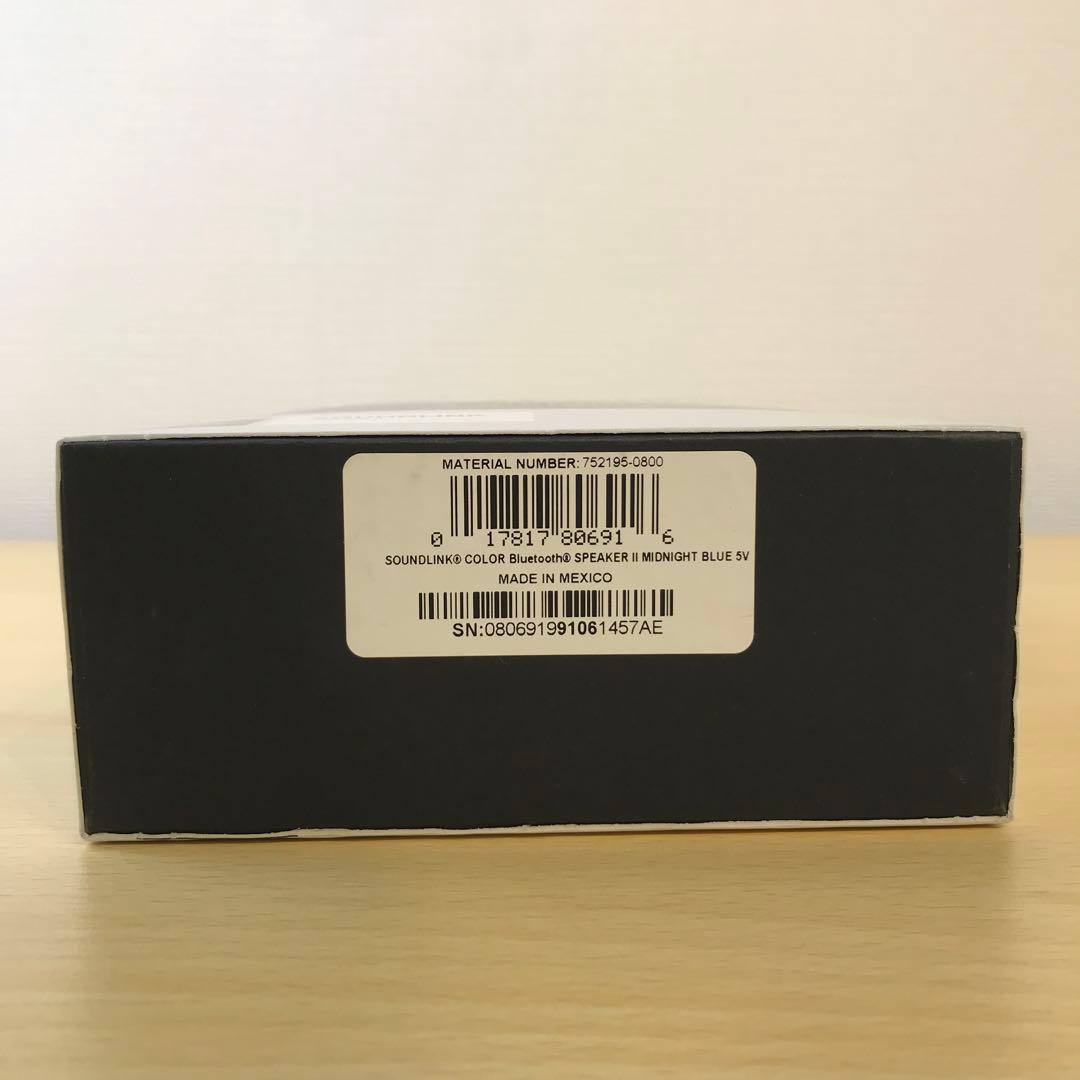 MATERIAL NUMBER: 752195-0800
0 17817 80691 6
SOUNDLINK® COLOR Bluetooth® SPEAKER II MIDNIGHT BLUE 5V
MADE IN MEXICO
SN:080691991061457AE